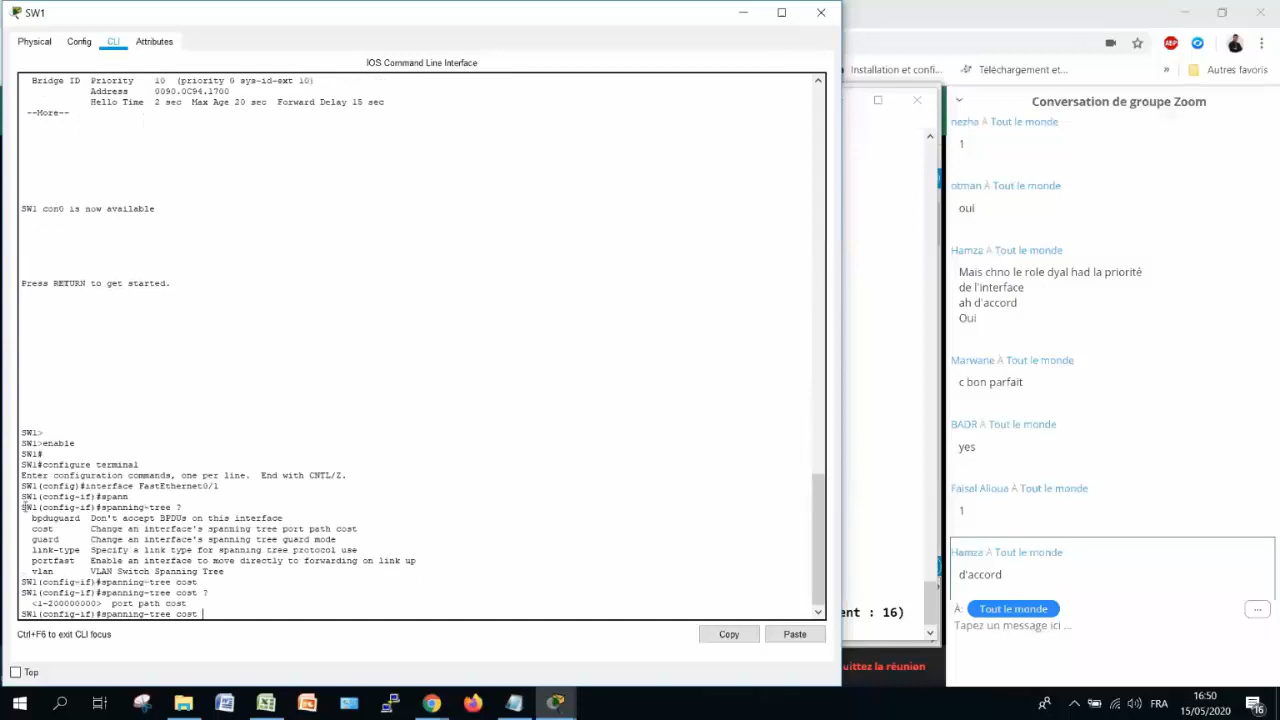 SW1
Physical Config CLI Attributes
IOS Command Line Interface
Bridge ID Priority 10 (priority 0 sys-id-ext 10)
Address 0090.0C94.1700
Hello Time 2 sec Max Age 20 sec Forward Delay 15 sec
--More--
SW1 con0 is now available
Press RETURN to get started.
SW1>
SW1>enable
SW1#
SW1#configure terminal
Enter configuration commands, one per line. End with CNTL/Z.
SW1(config)#interface FastEthernet0/1
SW1(config-if)#spann
SW1(config-if)#spanning-tree ?
bpduguard Don't accept BPDUs on this interface
cost Change an interface's spanning tree port path cost
guard Change an interface's spanning tree guard mode
link-type Specify a link type for spanning tree protocol use
portfast Enable an interface to move directly to forwarding on link up
vlan VLAN Switch Spanning Tree
SW1(config-if)#spanning-tree cost
SW1(config-if)#spanning-tree cost ?
<1-200000000> port path cost
SW1(config-if)#spanning-tree cost
Ctrl+F6 to exit CLI focus
Copy
Paste
Top
ABP
Installation et confi...
Téléchargement et...
»
Autres favoris
ent : 16)
uittez la réunion
Conversation de groupe Zoom
nezha À Tout le monde
1
otman À Tout le monde
oui
Hamza À Tout le monde
Mais chno le role dyal had la priorité
de l'interface
ah d'accord
Oui
Marwane À Tout le monde
c bon parfait
BADR À Tout le monde
yes
Faisal Alioua À Tout le monde
1
Hamza À Tout le monde
d'accord
À: Tout le monde
...
Tapez un message ici ...
FRA
16:50
15/05/2020
16